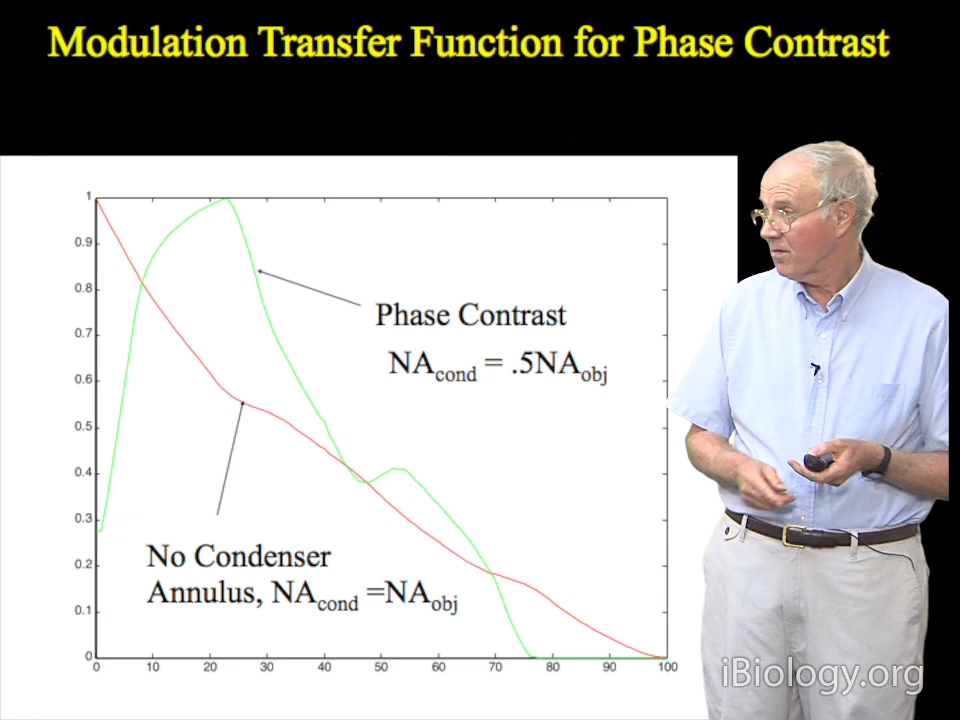 Modulation Transfer Function for Phase Contrast
1
0.9
0.8
0.7
0.6
0.5
0.4
0.3
0.2
0.1
0
Phase Contrast
NAcond = .5NAobj
No Condenser
Annulus, NAcond =NAobj
0 10 20 30 40 50 60 70 80 90 100
iBiology.org